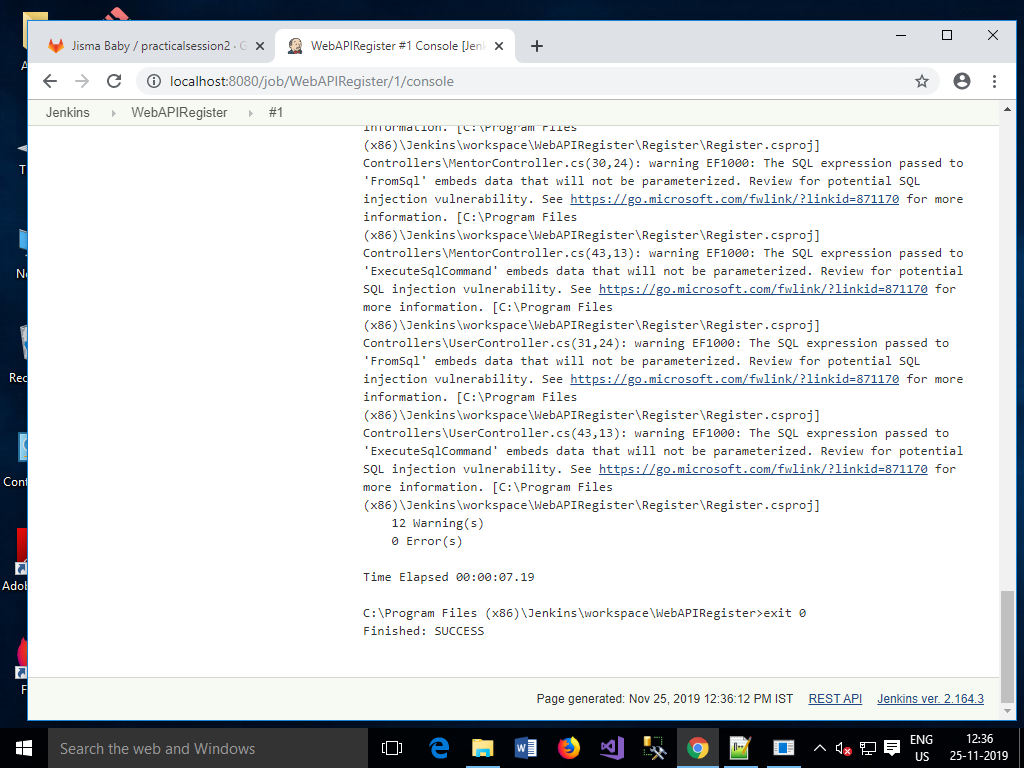 Jisma Baby / practicalsession2 · G
WebAPIRegister #1 Console [Jen
localhost:8080/job/WebAPIRegister/1/console
Jenkins WebAPIRegister #1
information. [C:\Program Files
(x86)\Jenkins\workspace\WebAPIRegister\Register\Register.csproj]
Controllers\MentorController.cs(30,24): warning EF1000: The SQL expression passed to
'FromSql' embeds data that will not be parameterized. Review for potential SQL
injection vulnerability. See https://go.microsoft.com/fwlink/?linkid=871170 for more
information. [C:\Program Files
(x86)\Jenkins\workspace\WebAPIRegister\Register\Register.csproj]
Controllers\MentorController.cs(43,13): warning EF1000: The SQL expression passed to
'ExecuteSqlCommand' embeds data that will not be parameterized. Review for potential
SQL injection vulnerability. See https://go.microsoft.com/fwlink/?linkid=871170 for
more information. [C:\Program Files
(x86)\Jenkins\workspace\WebAPIRegister\Register\Register.csproj]
Controllers\UserController.cs(31,24): warning EF1000: The SQL expression passed to
'FromSql' embeds data that will not be parameterized. Review for potential SQL
injection vulnerability. See https://go.microsoft.com/fwlink/?linkid=871170 for more
information. [C:\Program Files
(x86)\Jenkins\workspace\WebAPIRegister\Register\Register.csproj]
Controllers\UserController.cs(43,13): warning EF1000: The SQL expression passed to
'ExecuteSqlCommand' embeds data that will not be parameterized. Review for potential
SQL injection vulnerability. See https://go.microsoft.com/fwlink/?linkid=871170 for
more information. [C:\Program Files
(x86)\Jenkins\workspace\WebAPIRegister\Register\Register.csproj]
12 Warning(s)
0 Error(s)
Time Elapsed 00:00:07.19
C:\Program Files (x86)\Jenkins\workspace\WebAPIRegister>exit 0
Finished: SUCCESS
Page generated: Nov 25, 2019 12:36:12 PM IST REST API Jenkins ver. 2.164.3
Search the web and Windows
ENG
US
12:36
25-11-2019